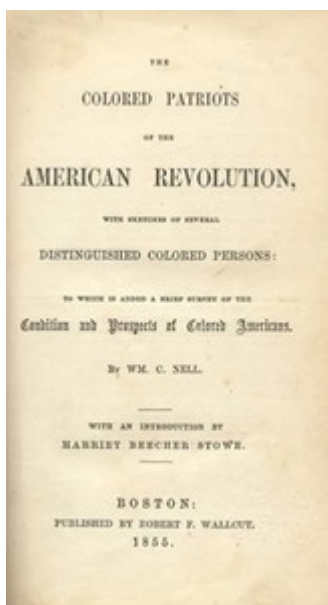 THE
COLORED PATRIOTS
OF THE
AMERICAN REVOLUTION,
WITH SKETCHES OF SEVERAL
DISTINGUISHED COLORED PERSONS:
TO WHICH IS ADDED A BRIEF SURVEY OF THE
Condition and Prospects of Colored Americans.
BY WM. C. NELL.
WITH AN INTRODUCTION BY
HARRIET BEECHER STOWE.
BOSTON:
PUBLISHED BY ROBERT F. WALLCUT.
1855.